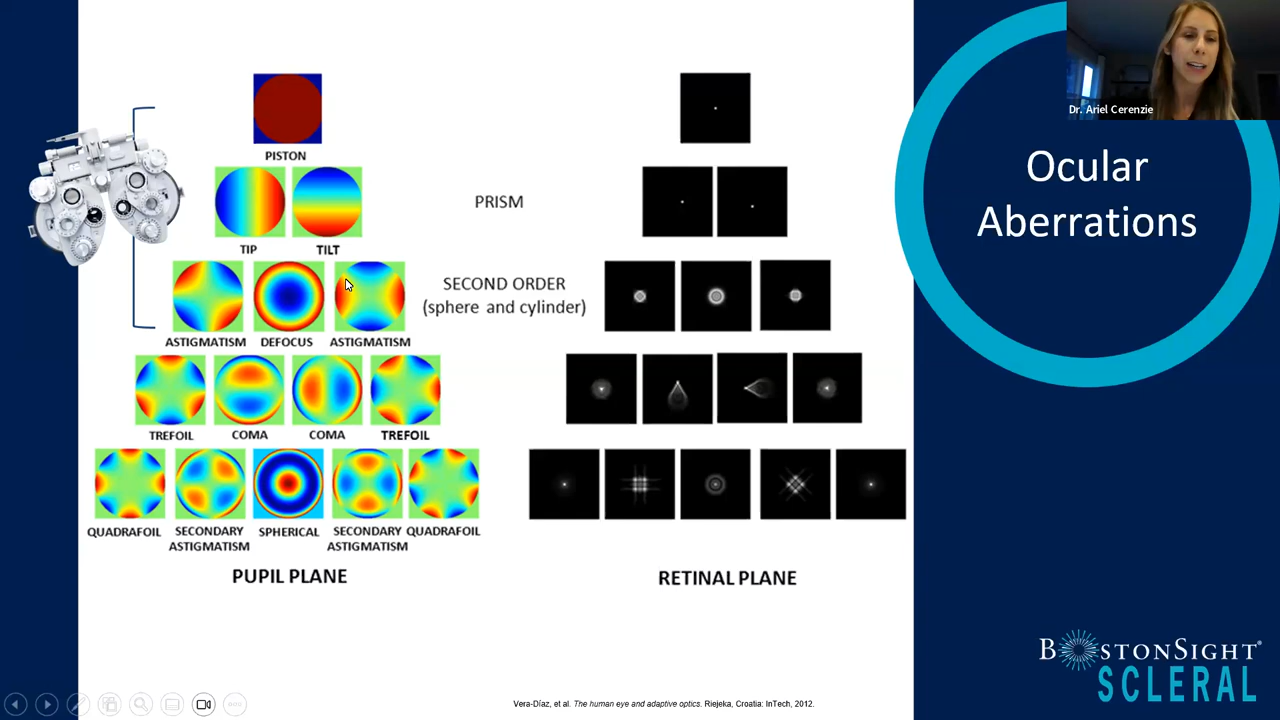 Dr. Ariel Cerenzie
Ocular
Aberrations
PISTON
PRISM
TIP
TILT
SECOND ORDER
(sphere and cylinder)
ASTIGMATISM
DEFOCUS
ASTIGMATISM
TREFOIL
COMA
COMA
TREFOIL
QUADRAFOIL
SECONDARY
ASTIGMATISM
SPHERICAL
SECONDARY
ASTIGMATISM
QUADRAFOIL
PUPIL PLANE
RETINAL PLANE
BOSTONSIGHT®
SCLERAL
Vera-Díaz, et al. The human eye and adaptive optics. Riejeka, Croatia: InTech, 2012.